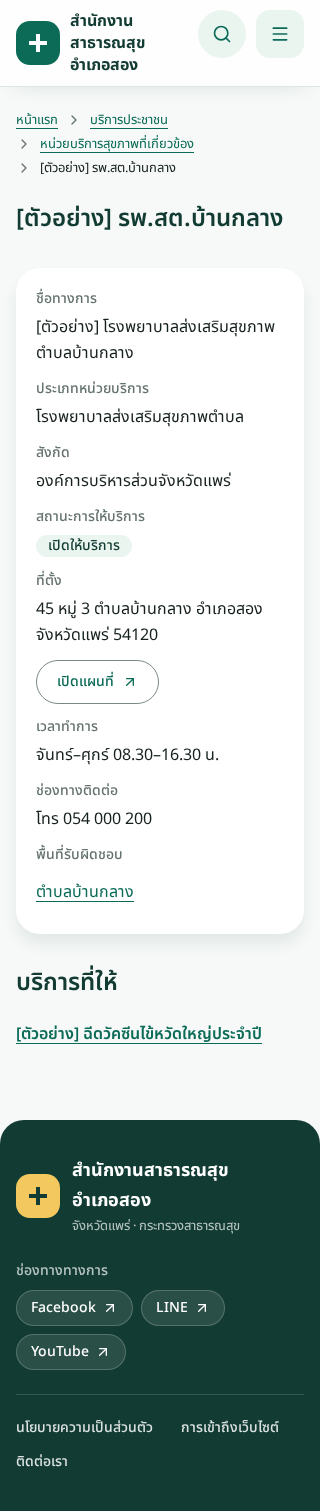 สำนักงาน
สาธารณสุข
อำเภอสอง
หน้าแรก
บริการประชาชน
หน่วยบริการสุขภาพที่เกี่ยวข้อง
[ตัวอย่าง] รพ.สต.บ้านกลาง
[ตัวอย่าง] รพ.สต.บ้านกลาง
ชื่อทางการ
[ตัวอย่าง] โรงพยาบาลส่งเสริมสุขภาพ
ตำบลบ้านกลาง
ประเภทหน่วยบริการ
โรงพยาบาลส่งเสริมสุขภาพตำบล
สังกัด
องค์การบริหารส่วนจังหวัดแพร่
สถานะการให้บริการ
เปิดให้บริการ
ที่ตั้ง
45 หมู่ 3 ตำบลบ้านกลาง อำเภอสอง
จังหวัดแพร่ 54120
เปิดแผนที่
เวลาทำการ
จันทร์–ศุกร์ 08.30–16.30 น.
ช่องทางติดต่อ
โทร 054 000 200
พื้นที่รับผิดชอบ
ตำบลบ้านกลาง
บริการที่ให้
[ตัวอย่าง] ฉีดวัคซีนไข้หวัดใหญ่ประจำปี
สำนักงานสาธารณสุข
อำเภอสอง
จังหวัดแพร่ · กระทรวงสาธารณสุข
ช่องทางทางการ
Facebook
LINE
YouTube
นโยบายความเป็นส่วนตัว
การเข้าถึงเว็บไซต์
ติดต่อเรา